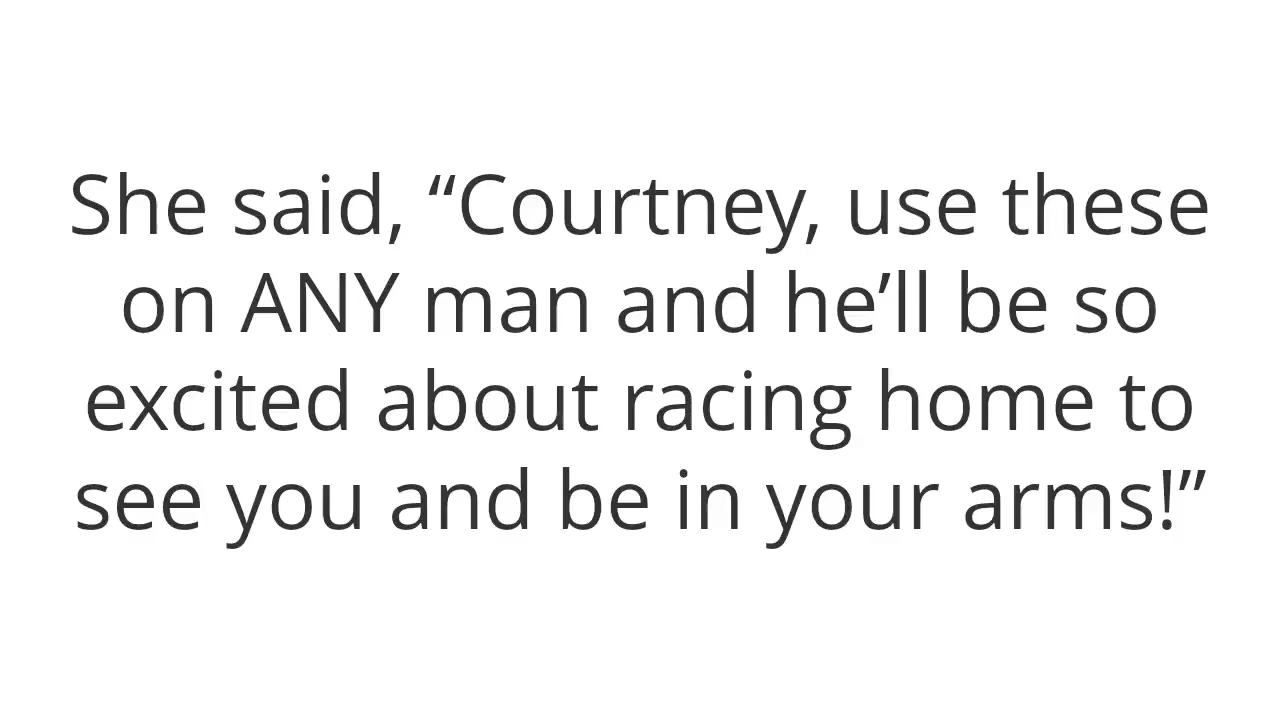 She said, “Courtney, use these
on ANY man and he’ll be so
excited about racing home to
see you and be in your arms!”